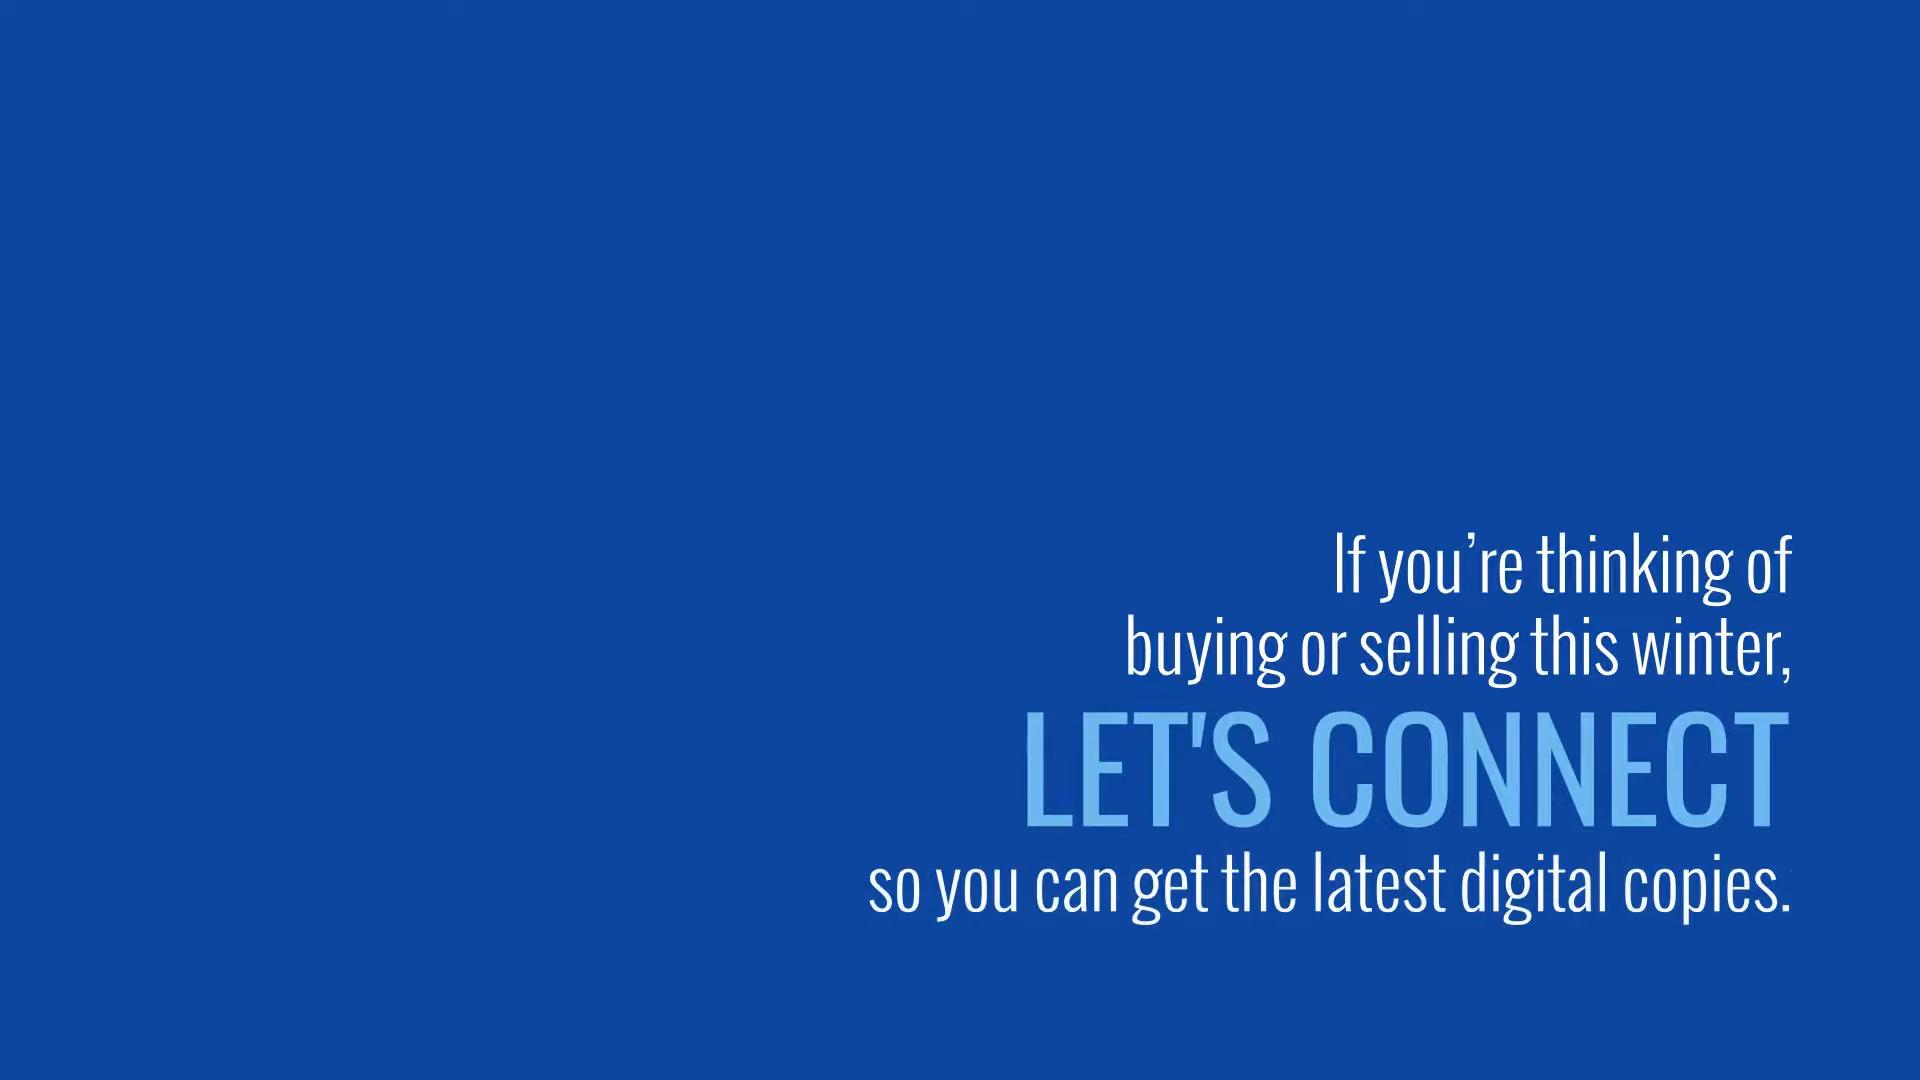 If you’re thinking of
buying or selling this winter,
LET'S CONNECT
so you can get the latest digital copies.